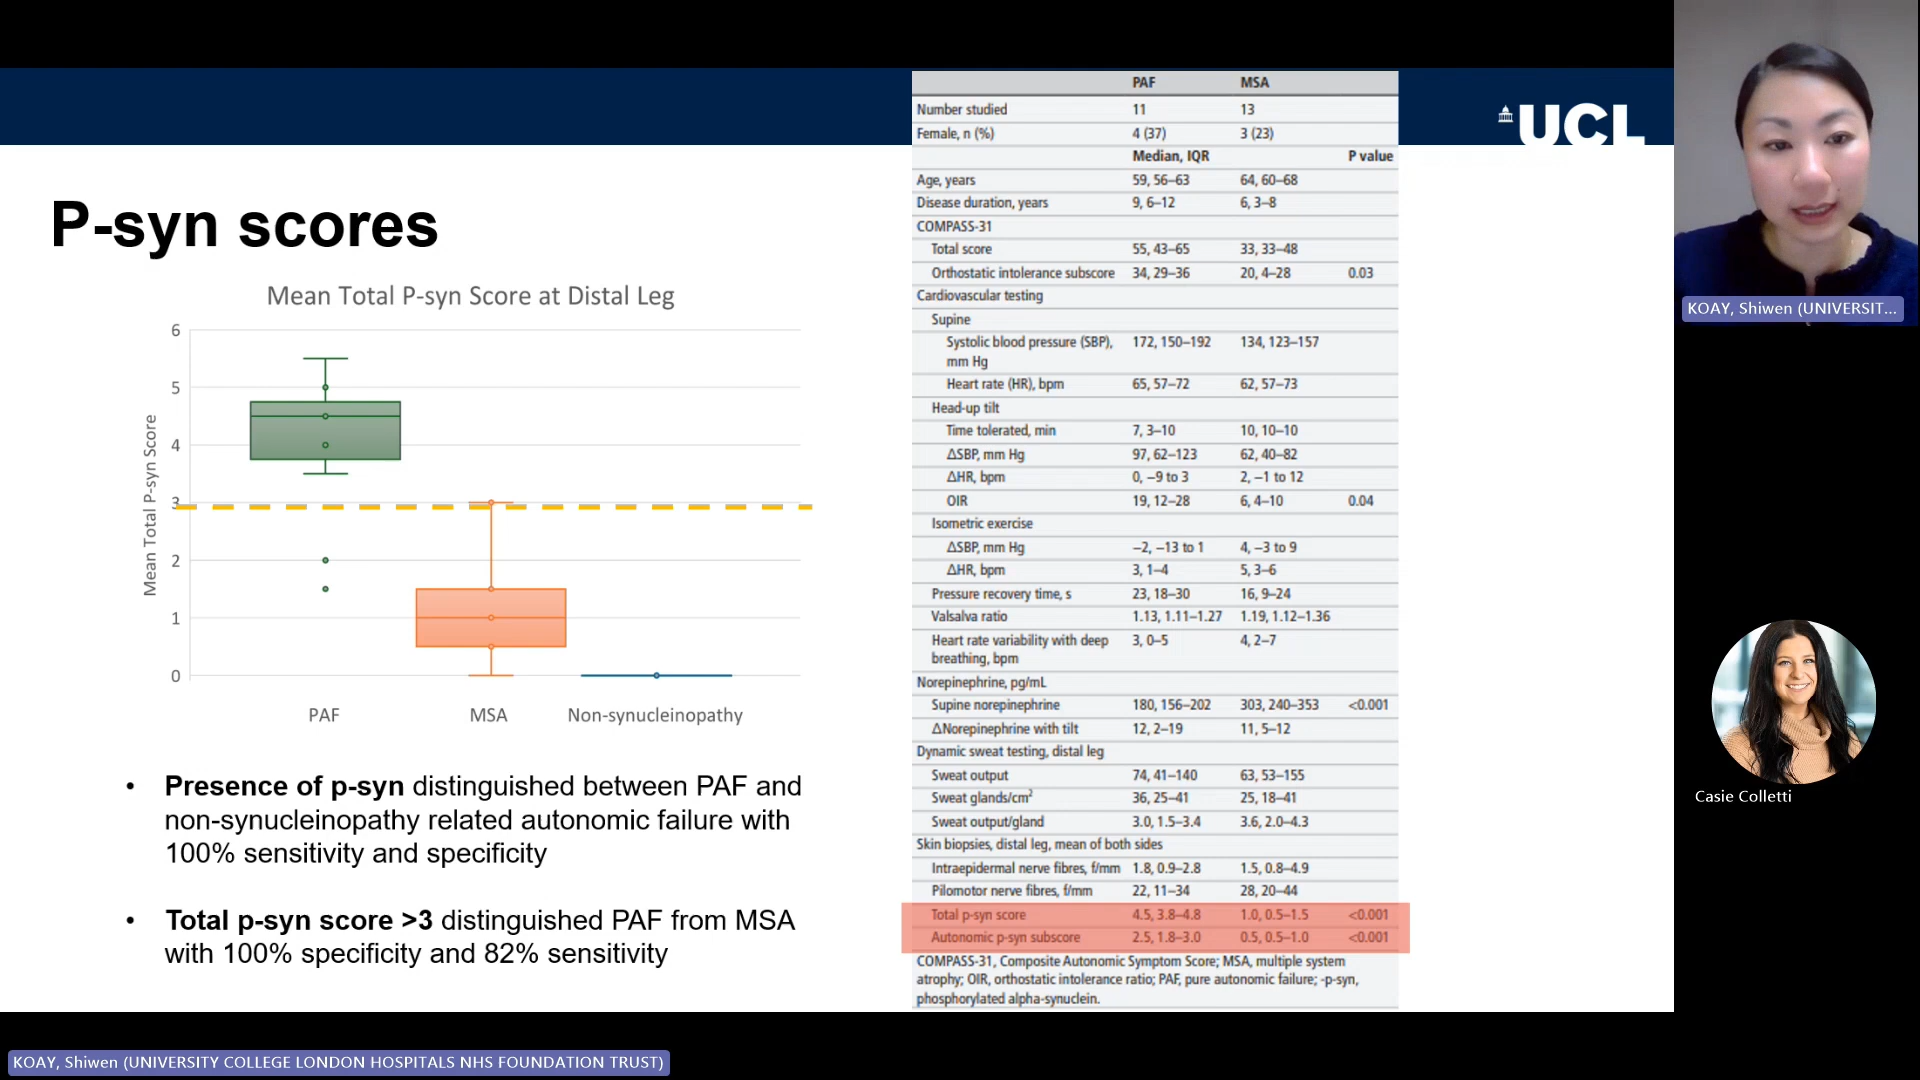 UCL
P-syn scores
Mean Total P-syn Score at Distal Leg
Mean Total P-syn Score
6
5
4
3
2
1
0
PAF MSA Non-synucleinopathy
• Presence of p-syn distinguished between PAF and
non-synucleinopathy related autonomic failure with
100% sensitivity and specificity
• Total p-syn score >3 distinguished PAF from MSA
with 100% specificity and 82% sensitivity
PAF MSA
Number studied 11 13
Female, n (%) 4 (37) 3 (23)
Median, IQR P value
Age, years 59, 56–63 64, 60–68
Disease duration, years 9, 6–12 6, 3–8
COMPASS-31
Total score 55, 43–65 33, 33–48
Orthostatic intolerance subscore 34, 29–36 20, 4–28 0.03
Cardiovascular testing
Supine
Systolic blood pressure (SBP), 172, 150–192 134, 123–157
mm Hg
Heart rate (HR), bpm 65, 57–72 62, 57–73
Head-up tilt
Time tolerated, min 7, 3–10 10, 10–10
ΔSBP, mm Hg 97, 62–123 62, 40–82
ΔHR, bpm 0, −9 to 3 2, −1 to 12
OIR 19, 12–28 6, 4–10 0.04
Isometric exercise
ΔSBP, mm Hg −2, −13 to 1 4, −3 to 9
ΔHR, bpm 3, 1–4 5, 3–6
Pressure recovery time, s 23, 18–30 16, 9–24
Valsalva ratio 1.13, 1.11–1.27 1.19, 1.12–1.36
Heart rate variability with deep 3, 0–5 4, 2–7
breathing, bpm
Norepinephrine, pg/mL
Supine norepinephrine 180, 156–202 303, 240–353 <0.001
ΔNorepinephrine with tilt 12, 2–19 11, 5–12
Dynamic sweat testing, distal leg
Sweat output 74, 41–140 63, 53–155
Sweat glands/cm² 36, 25–41 25, 18–41
Sweat output/gland 3.0, 1.5–3.4 3.6, 2.0–4.3
Skin biopsies, distal leg, mean of both sides
Intraepidermal nerve fibres, f/mm 1.8, 0.9–2.8 1.5, 0.8–4.9
Pilomotor nerve fibres, f/mm 22, 11–34 28, 20–44
Total p-syn score 4.5, 3.8–4.8 1.0, 0.5–1.5 <0.001
Autonomic p-syn subscore 2.5, 1.8–3.0 0.5, 0.5–1.0 <0.001
COMPASS-31, Composite Autonomic Symptom Score; MSA, multiple system
atrophy; OIR, orthostatic intolerance ratio; PAF, pure autonomic failure; -p-syn,
phosphorylated alpha-synuclein.
KOAY, Shiwen (UNIVERSIT...
Casie Colletti
KOAY, Shiwen (UNIVERSITY COLLEGE LONDON HOSPITALS NHS FOUNDATION TRUST)